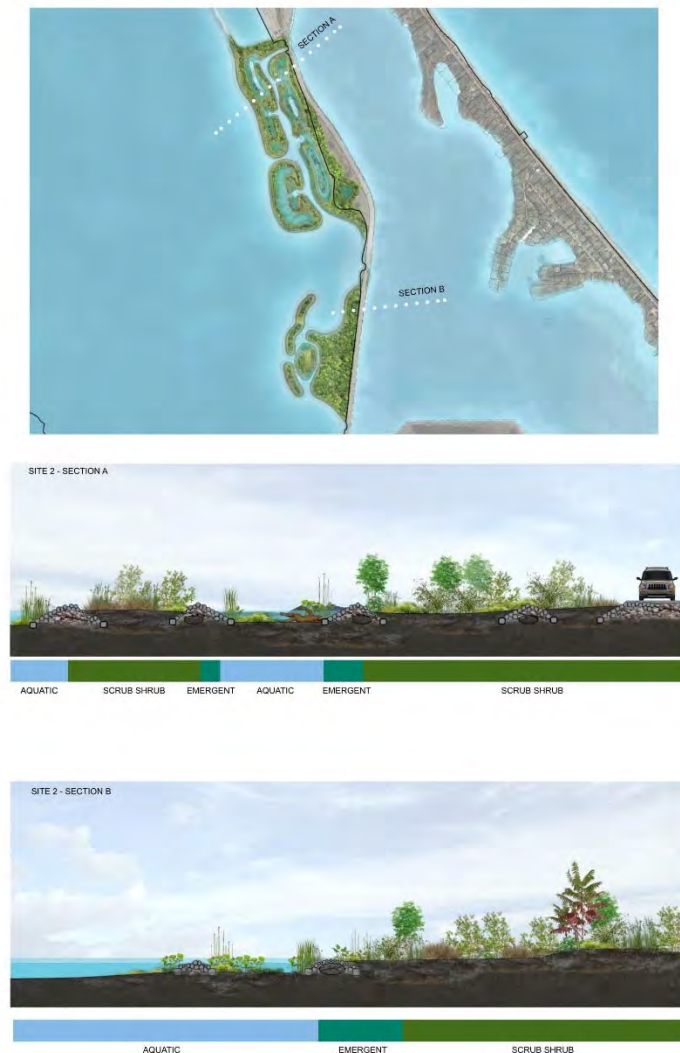 SECTION A
SECTION B
SITE 2 - SECTION A
AQUATIC SCRUB SHRUB EMERGENT AQUATIC EMERGENT SCRUB SHRUB
SITE 2 - SECTION B
AQUATIC EMERGENT SCRUB SHRUB